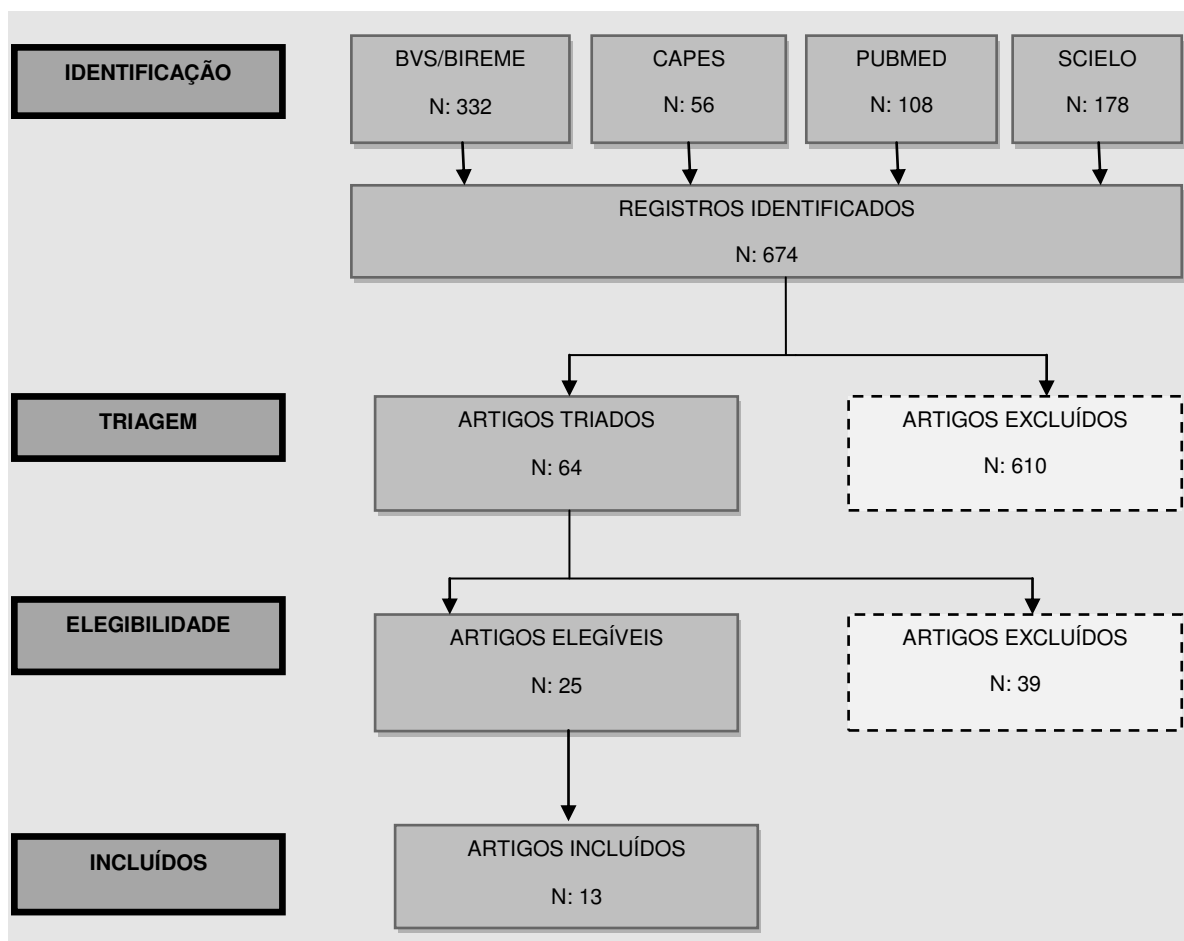 IDENTIFICAÇÃO
BVS/BIREME
N: 332
CAPES
N: 56
PUBMED
N: 108
SCIELO
N: 178
REGISTROS IDENTIFICADOS
N: 674
TRIAGEM
ARTIGOS TRIADOS
N: 64
ARTIGOS EXCLUÍDOS
N: 610
ELEGIBILIDADE
ARTIGOS ELEGÍVEIS
N: 25
ARTIGOS EXCLUÍDOS
N: 39
INCLUÍDOS
ARTIGOS INCLUÍDOS
N: 13